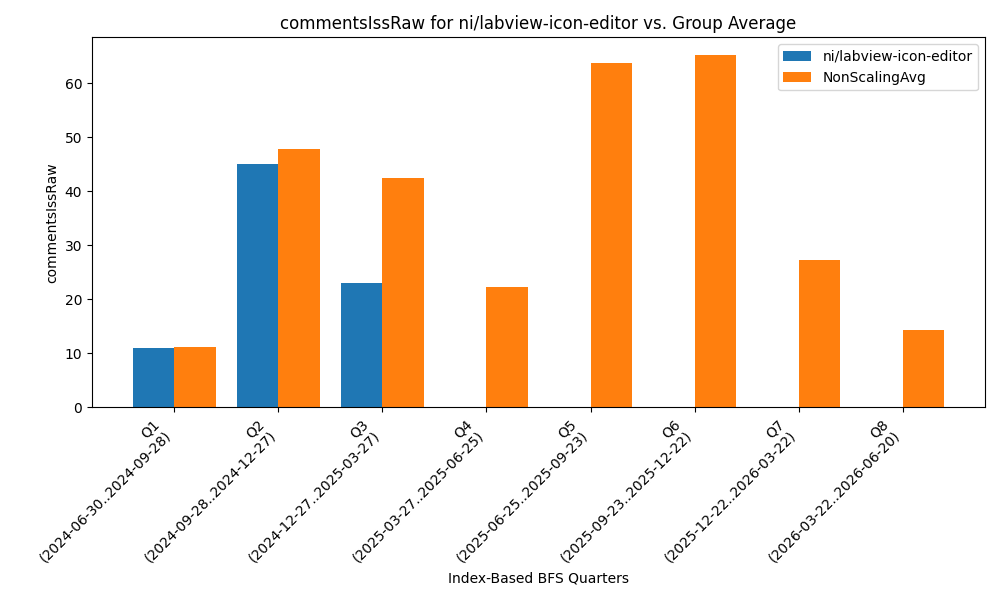 commentsIssRaw for ni/labview-icon-editor vs. Group Average
ni/labview-icon-editor
NonScalingAvg
commentsIssRaw
60
50
40
30
20
10
0
Q1
(2024-06-30..2024-09-28)
Q2
(2024-09-28..2024-12-27)
Q3
(2024-12-27..2025-03-27)
Q4
(2025-03-27..2025-06-25)
Q5
(2025-06-25..2025-09-23)
Q6
(2025-09-23..2025-12-22)
Q7
(2025-12-22..2026-03-22)
Q8
(2026-03-22..2026-06-20)
Index-Based BFS Quarters